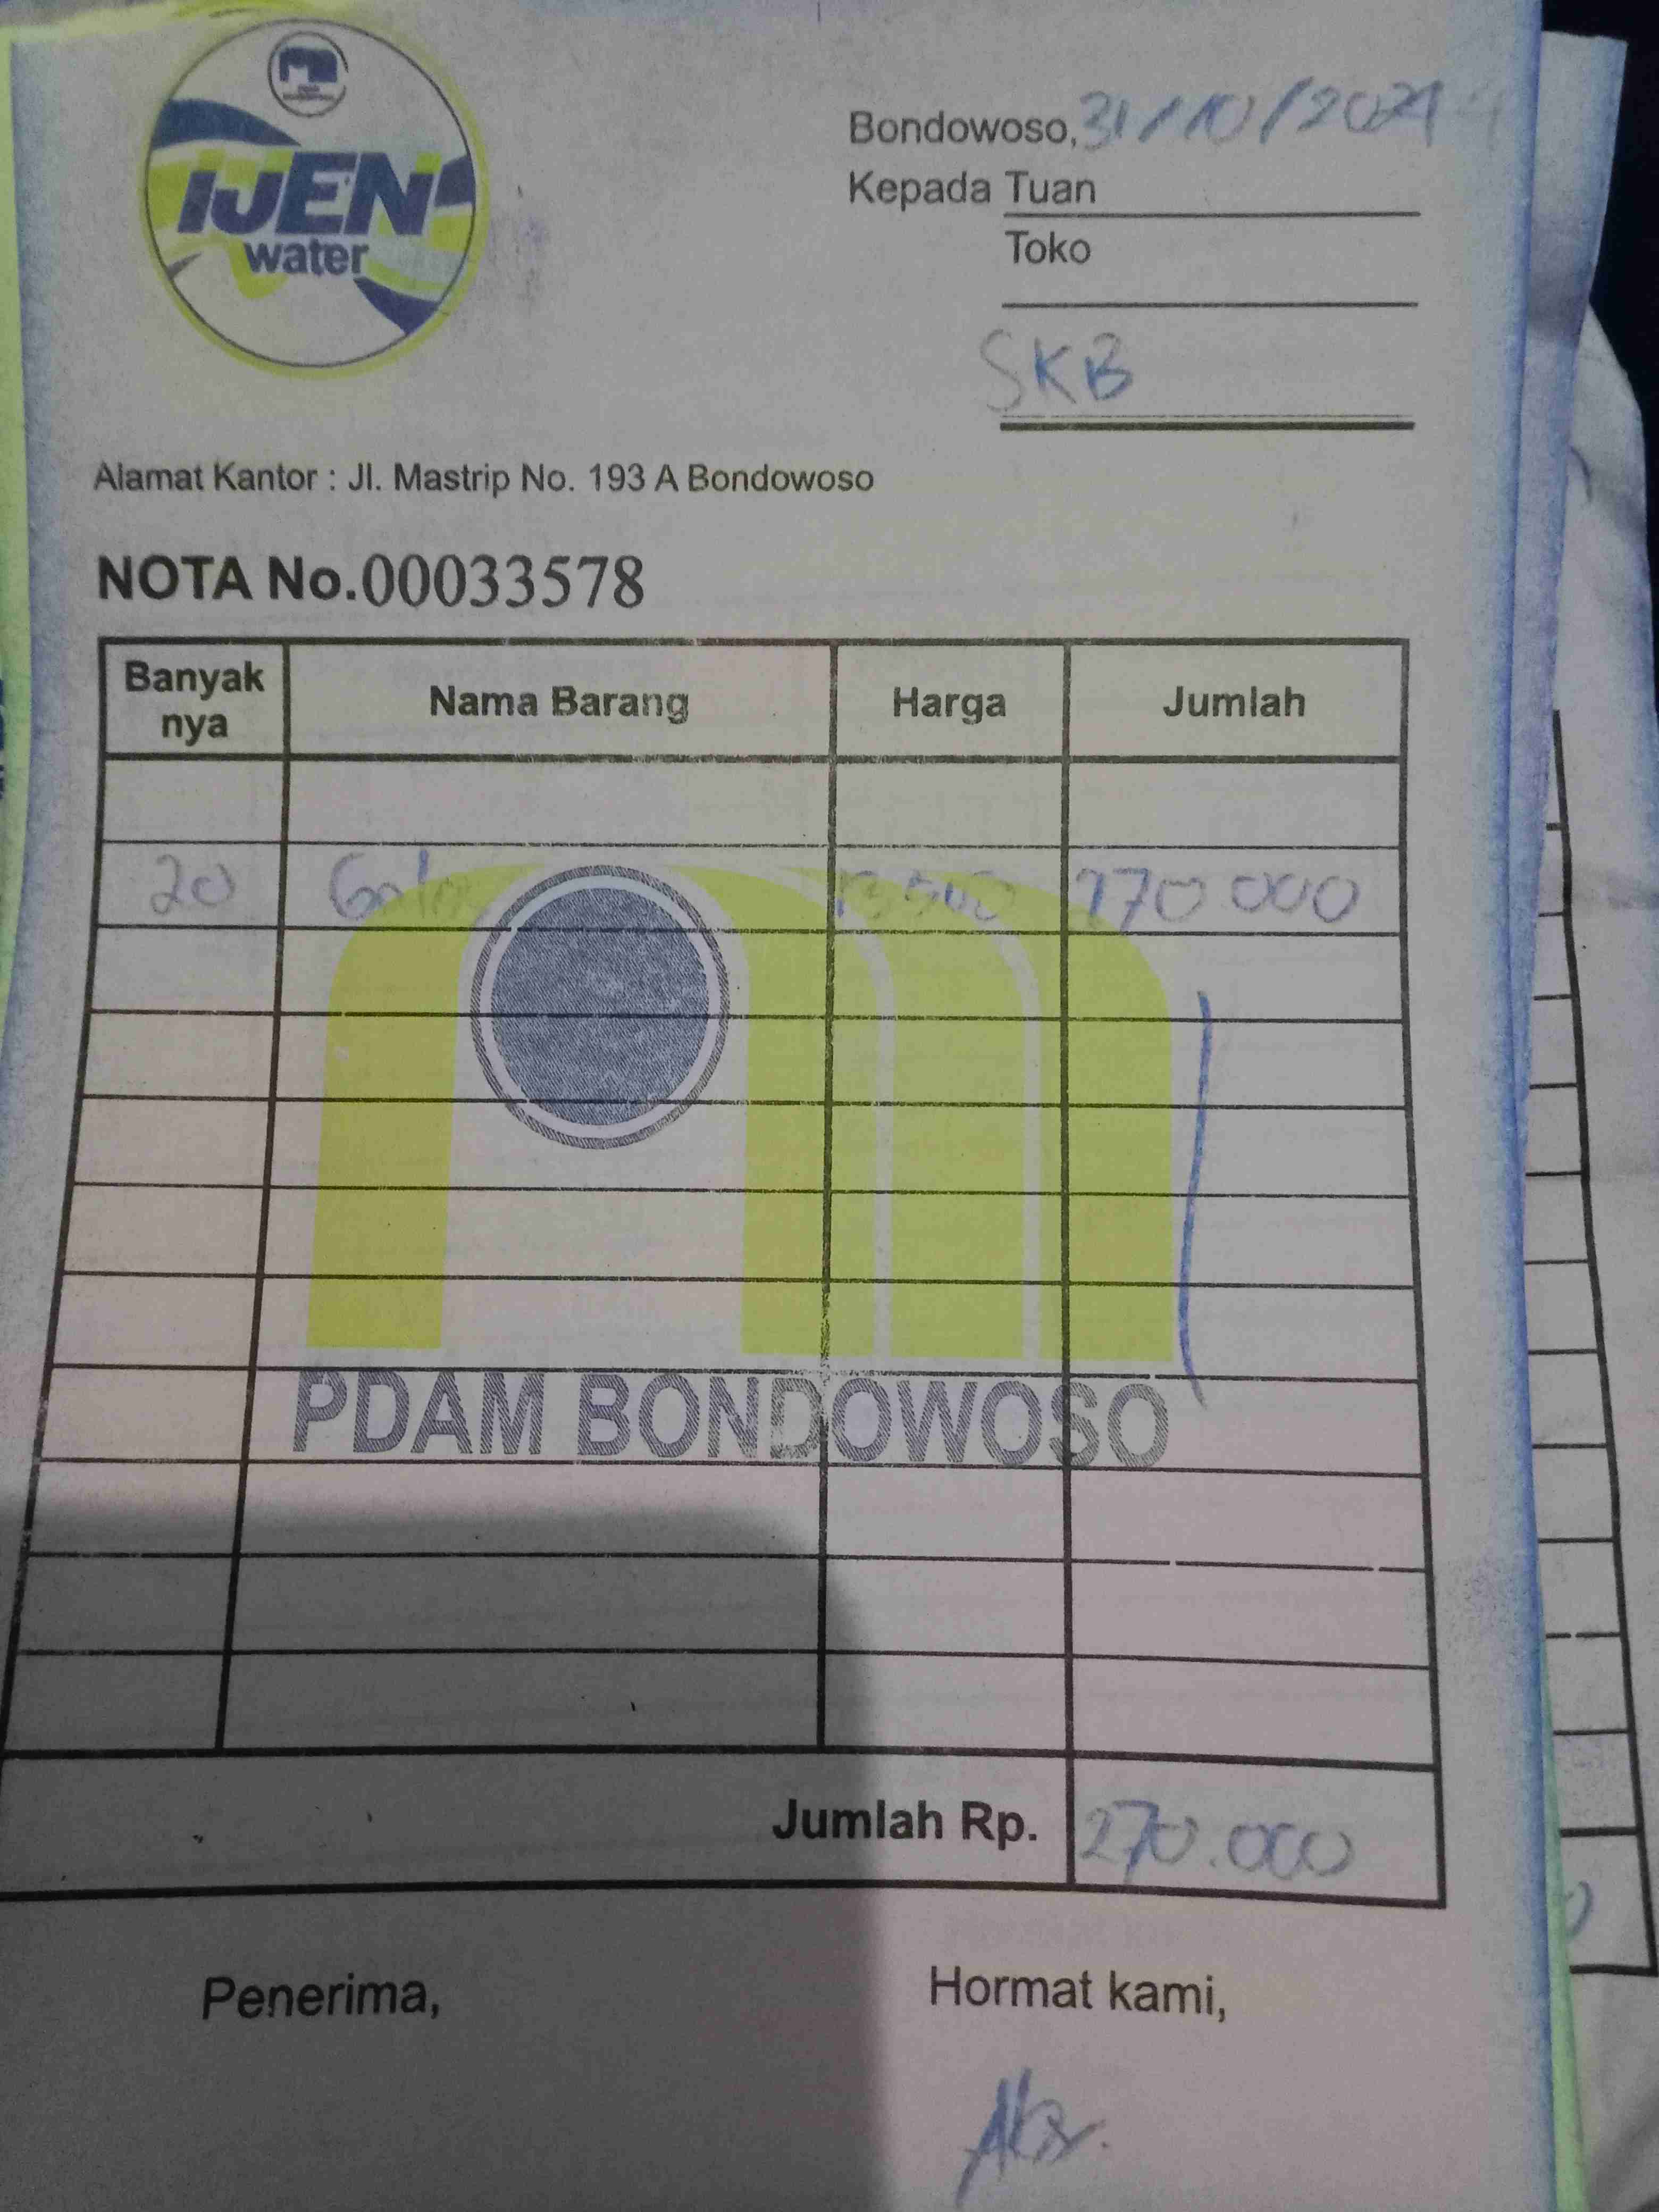 IJEN
water
Bondowoso, 31/10/2024
Kepada Tuan
Toko
SKB
Alamat Kantor : Jl. Mastrip No. 193 A Bondowoso
NOTA No.00033578
Banyak nya Nama Barang Harga Jumlah
20 Galon 13500 270 000
PDAM BONDOWOSO
Jumlah Rp. 270.000
Penerima, Hormat kami,